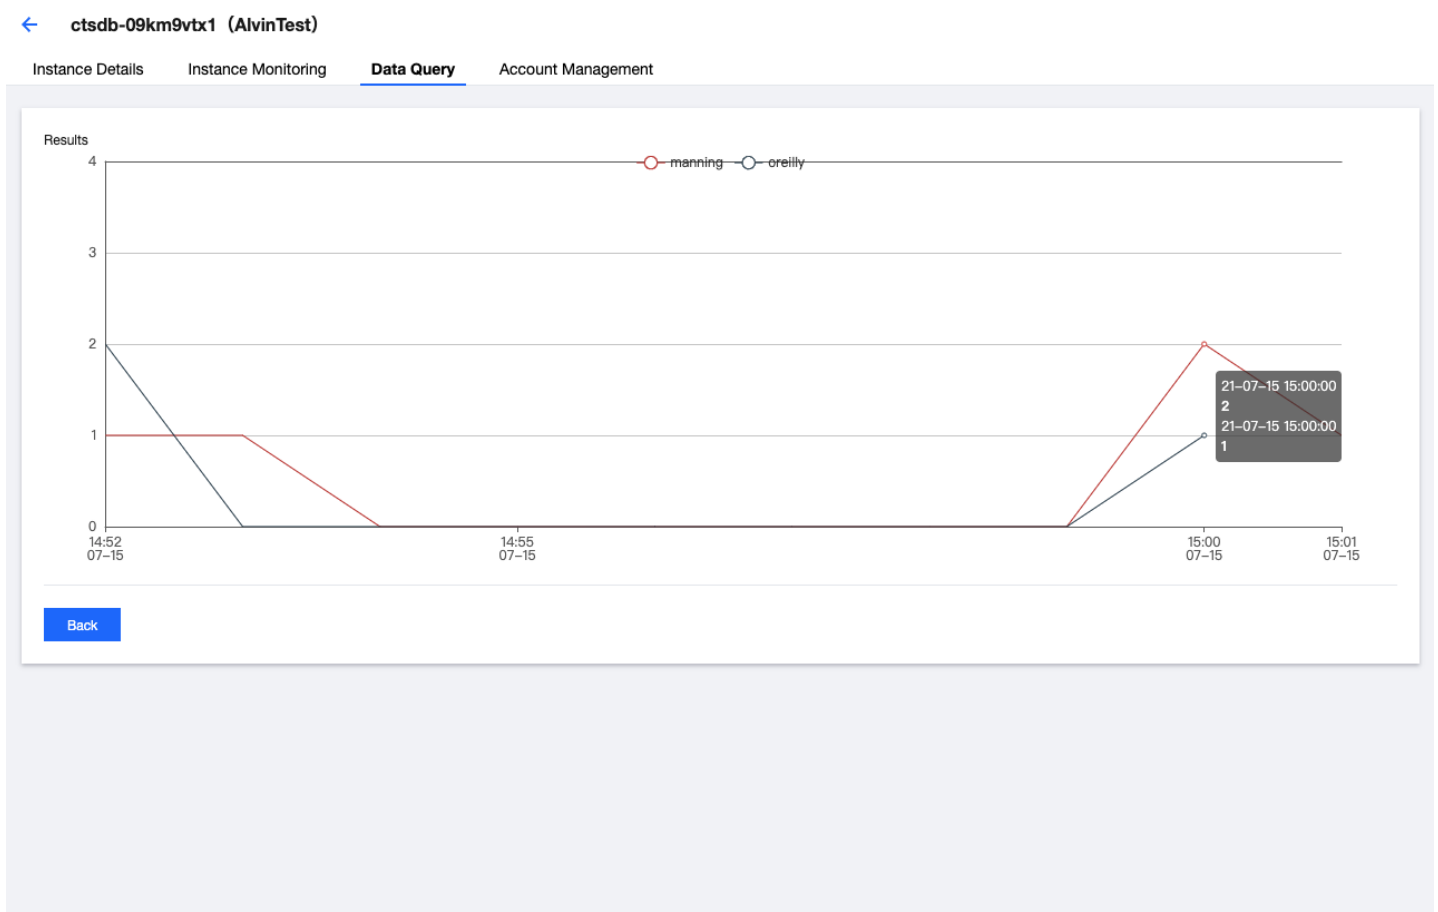 ctsdb-09km9vtx1（AlvinTest）
Instance Details Instance Monitoring Data Query Account Management
Results
manning oreilly
4
3
2
1
0
21-07-15 15:00:00
2
21-07-15 15:00:00
1
14:52 14:55 15:00 15:01
07-15 07-15 07-15 07-15
Back